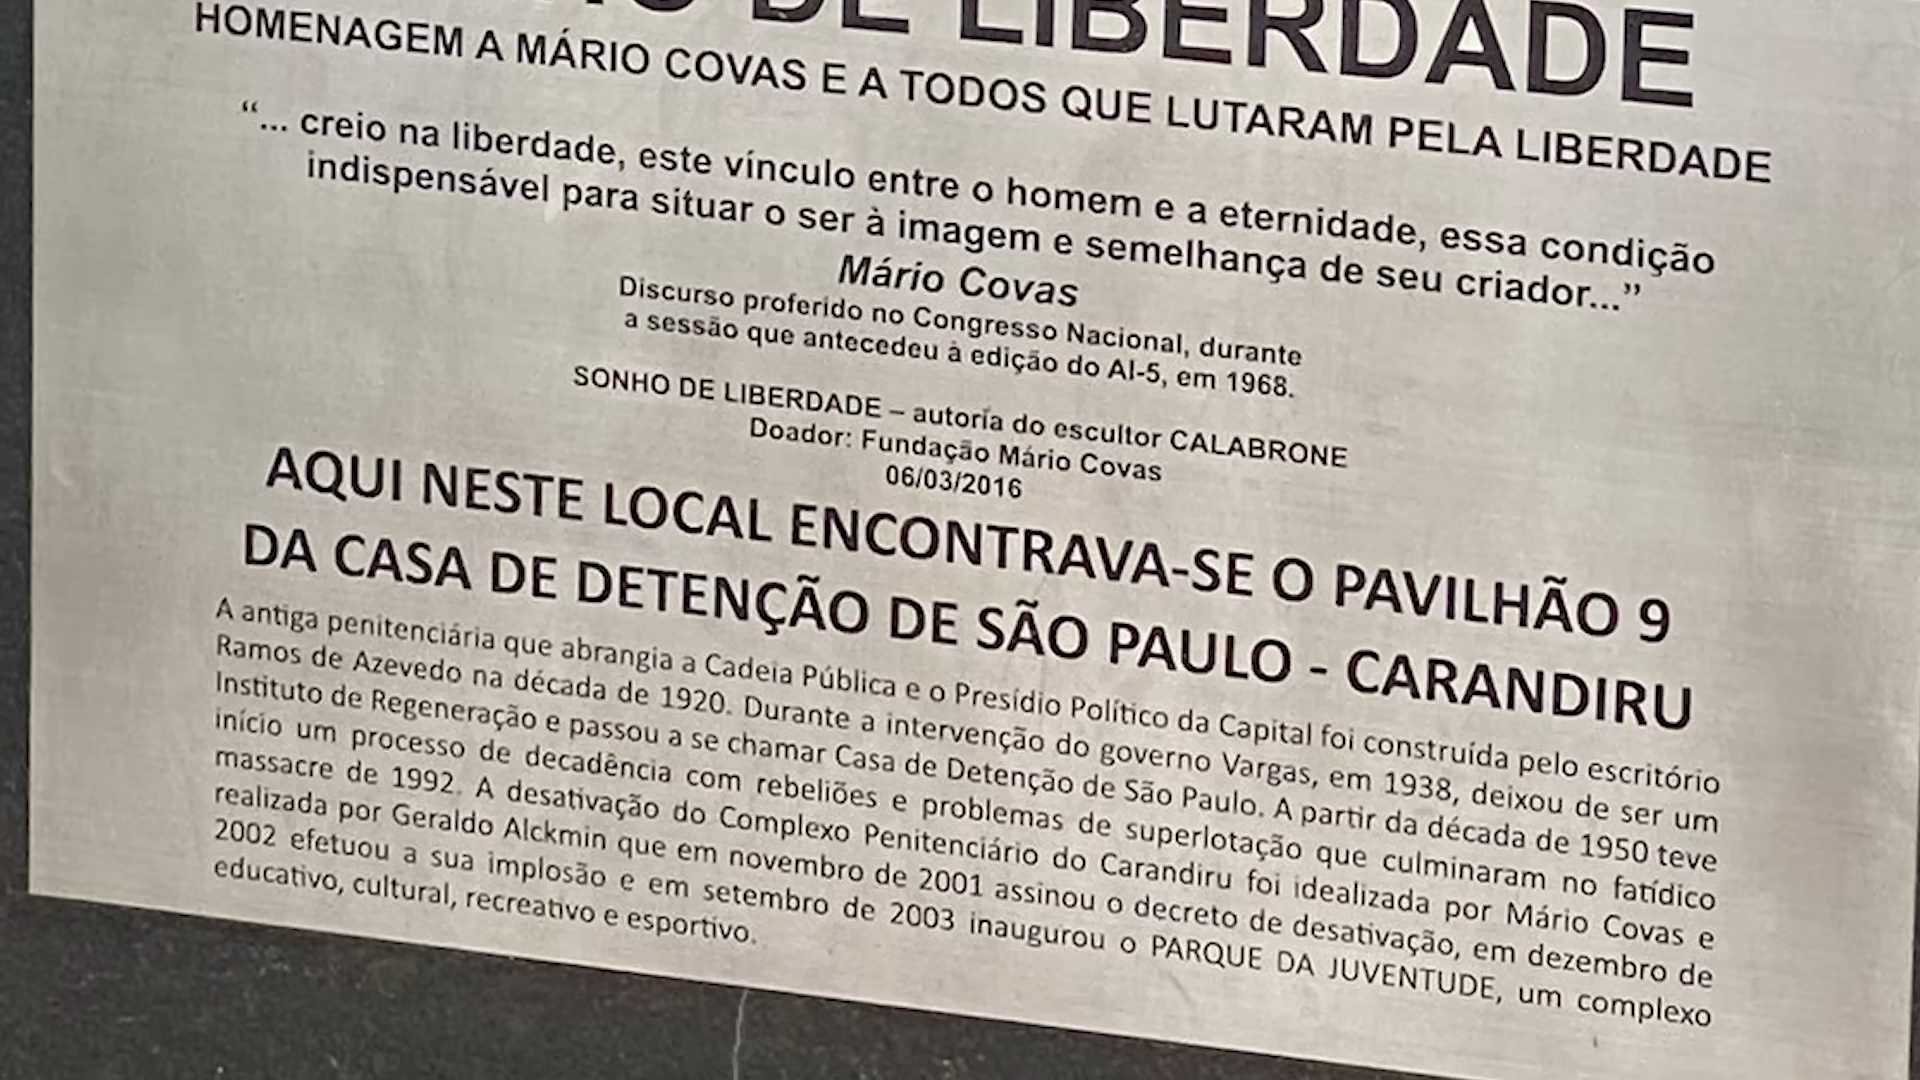 DE LIBERDADE
HOMENAGEM A MÁRIO COVAS E A TODOS QUE LUTARAM PELA LIBERDADE
“... creio na liberdade, este vínculo entre o homem e a eternidade, essa condição
indispensável para situar o ser à imagem e semelhança de seu criador...”
Mário Covas
Discurso proferido no Congresso Nacional, durante
a sessão que antecedeu à edição do AI-5, em 1968.
SONHO DE LIBERDADE – autoria do escultor CALABRONE
Doador: Fundação Mário Covas
06/03/2016
AQUI NESTE LOCAL ENCONTRAVA-SE O PAVILHÃO 9
DA CASA DE DETENÇÃO DE SÃO PAULO - CARANDIRU
A antiga penitenciária que abrangia a Cadeia Pública e o Presídio Político da Capital foi construída pelo escritório
Ramos de Azevedo na década de 1920. Durante a intervenção do governo Vargas, em 1938, deixou de ser um
Instituto de Regeneração e passou a se chamar Casa de Detenção de São Paulo. A partir da década de 1950 teve
início um processo de decadência com rebeliões e problemas de superlotação que culminaram no fatídico
massacre de 1992. A desativação do Complexo Penitenciário do Carandiru foi idealizada por Mário Covas e
realizada por Geraldo Alckmin que em novembro de 2001 assinou o decreto de desativação, em dezembro de
2002 efetuou a sua implosão e em setembro de 2003 inaugurou o PARQUE DA JUVENTUDE, um complexo
educativo, cultural, recreativo e esportivo.